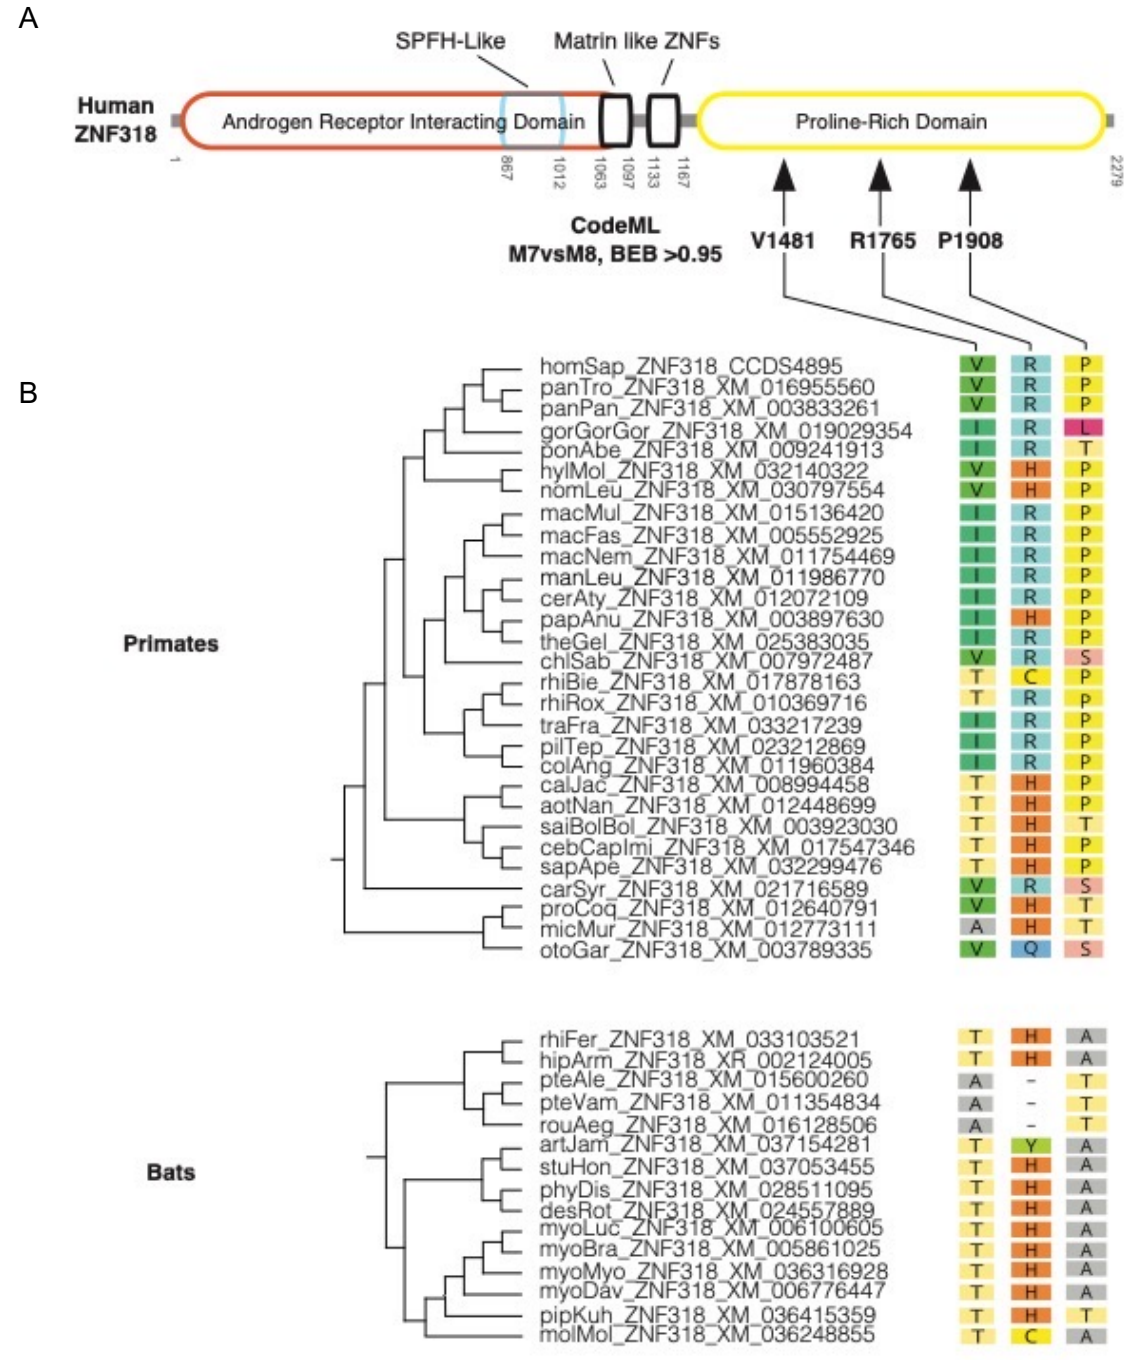 A
SPFH-Like Matrin like ZNFs
Human
ZNF318
Androgen Receptor Interacting Domain
Proline-Rich Domain
1 867 1012 1063 1097 1133 1167 2279
CodeML
M7vsM8, BEB >0.95
V1481 R1765 P1908
B
Primates
homSap_ZNF318_CCDS4895 V R P
panTro_ZNF318_XM_016955560 V R P
panPan_ZNF318_XM_003833261 V R P
gorGorGor_ZNF318_XM_019029354 I R L
ponAbe_ZNF318_XM_009241913 I R T
hylMol_ZNF318_XM_032140322 V H P
nomLeu_ZNF318_XM_030797554 V H P
macMul_ZNF318_XM_015136420 I R P
macFas_ZNF318_XM_005552925 I R P
macNem_ZNF318_XM_011754469 I R P
manLeu_ZNF318_XM_011986770 I R P
cerAty_ZNF318_XM_012072109 I R P
papAnu_ZNF318_XM_003897630 I H P
theGel_ZNF318_XM_025383035 I R P
chlSab_ZNF318_XM_007972487 V R S
rhiBie_ZNF318_XM_017878163 T C P
rhiRox_ZNF318_XM_010369716 T R P
traFra_ZNF318_XM_033217239 I R P
pilTep_ZNF318_XM_023212869 I R P
colAng_ZNF318_XM_011960384 I R P
calJac_ZNF318_XM_008994458 T H P
aotNan_ZNF318_XM_012448699 T H P
saiBolBol_ZNF318_XM_003923030 T H T
cebCapImi_ZNF318_XM_017547346 T H P
sapApe_ZNF318_XM_032299476 T H P
carSyr_ZNF318_XM_021716589 V R S
proCoq_ZNF318_XM_012640791 V H T
micMur_ZNF318_XM_012773111 A H T
otoGar_ZNF318_XM_003789335 V Q S
Bats
rhiFer_ZNF318_XM_033103521 T H A
hipArm_ZNF318_XR_002124005 T H A
pteAle_ZNF318_XM_015600260 A – T
pteVam_ZNF318_XM_011354834 A – T
rouAeg_ZNF318_XM_016128506 A – T
artJam_ZNF318_XM_037154281 T Y A
stuHon_ZNF318_XM_037053455 T H A
phyDis_ZNF318_XM_028511095 T H A
desRot_ZNF318_XM_024557889 T H A
myoLuc_ZNF318_XM_006100605 T H A
myoBra_ZNF318_XM_005861025 T H A
myoMyo_ZNF318_XM_036316928 T H A
myoDav_ZNF318_XM_006776447 T H A
pipKuh_ZNF318_XM_036415359 T H T
molMol_ZNF318_XM_036248855 T C A